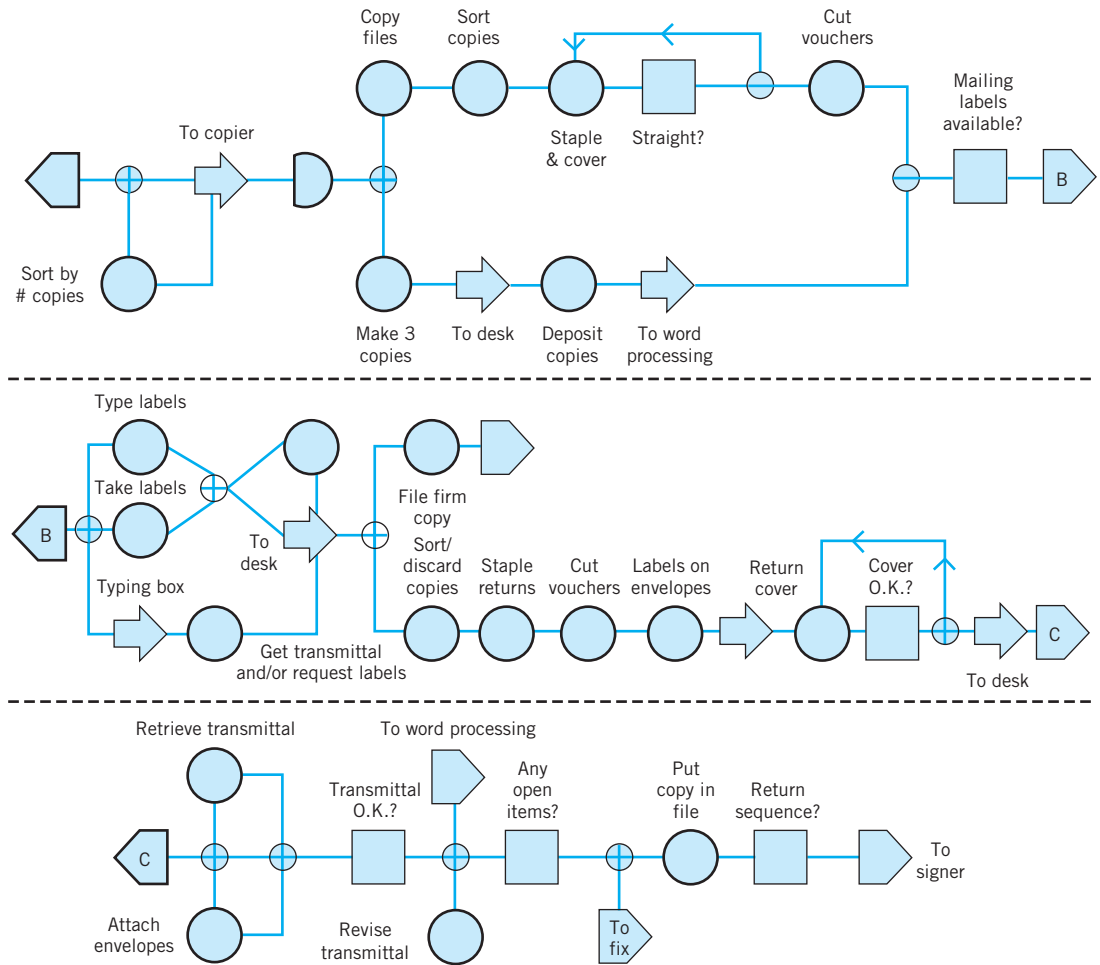 Copy
files
Sort
copies
Cut
vouchers
Mailing
labels
available?
To copier
Staple
& cover
Straight?
B
Sort by
# copies
Make 3
copies
To desk
Deposit
copies
To word
processing
Type labels
Take labels
B
To
desk
File firm
copy
Sort/
discard
copies
Staple
returns
Cut
vouchers
Labels on
envelopes
Return
cover
Cover
O.K.?
Typing box
C
Get transmittal
and/or request labels
To desk
Retrieve transmittal
To word processing
Transmittal
O.K.?
Any
open
items?
Put
copy in
file
Return
sequence?
C
To
signer
Attach
envelopes
Revise
transmittal
To
fix